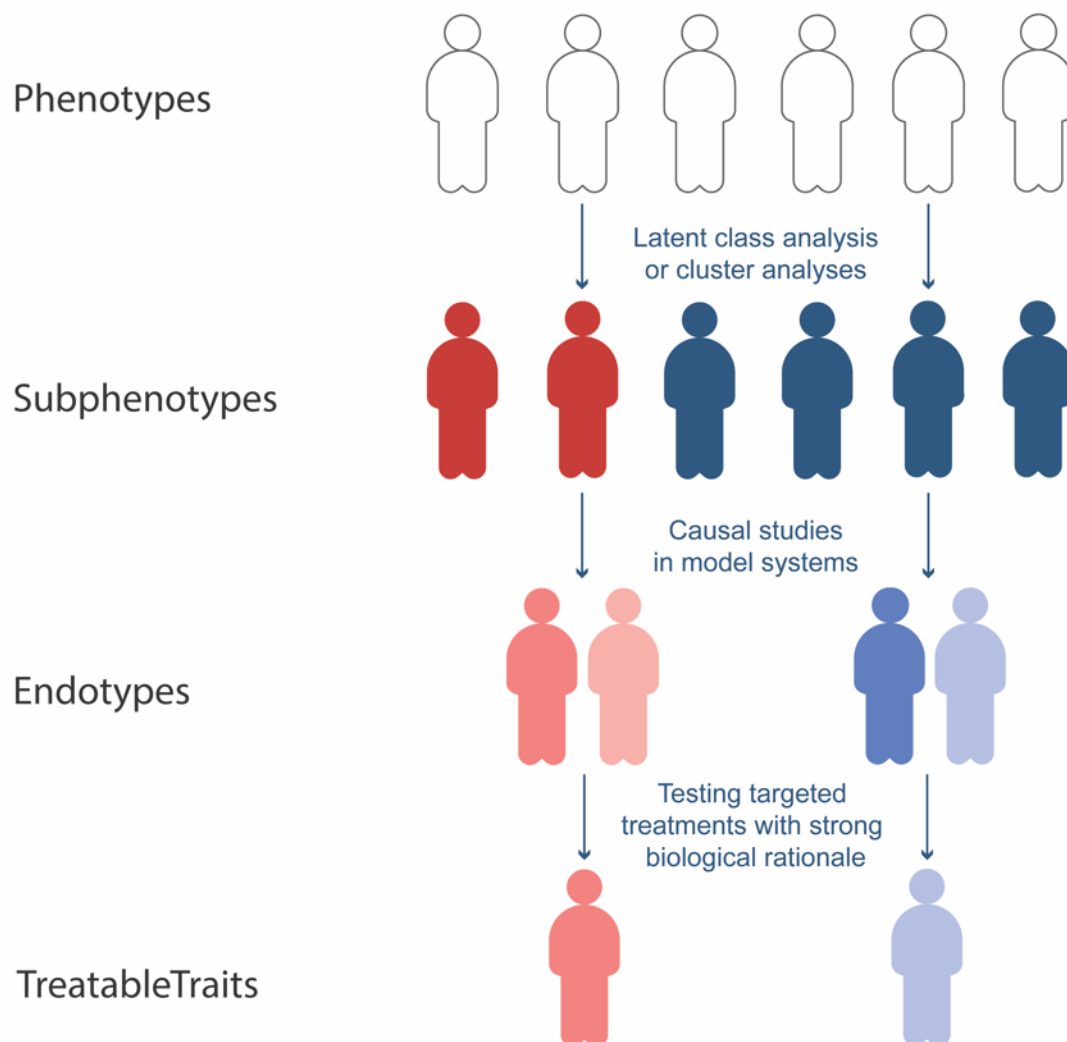 Phenotypes
Latent class analysis
or cluster analyses
Subphenotypes
Causal studies
in model systems
Endotypes
Testing targeted
treatments with strong
biological rationale
TreatableTraits